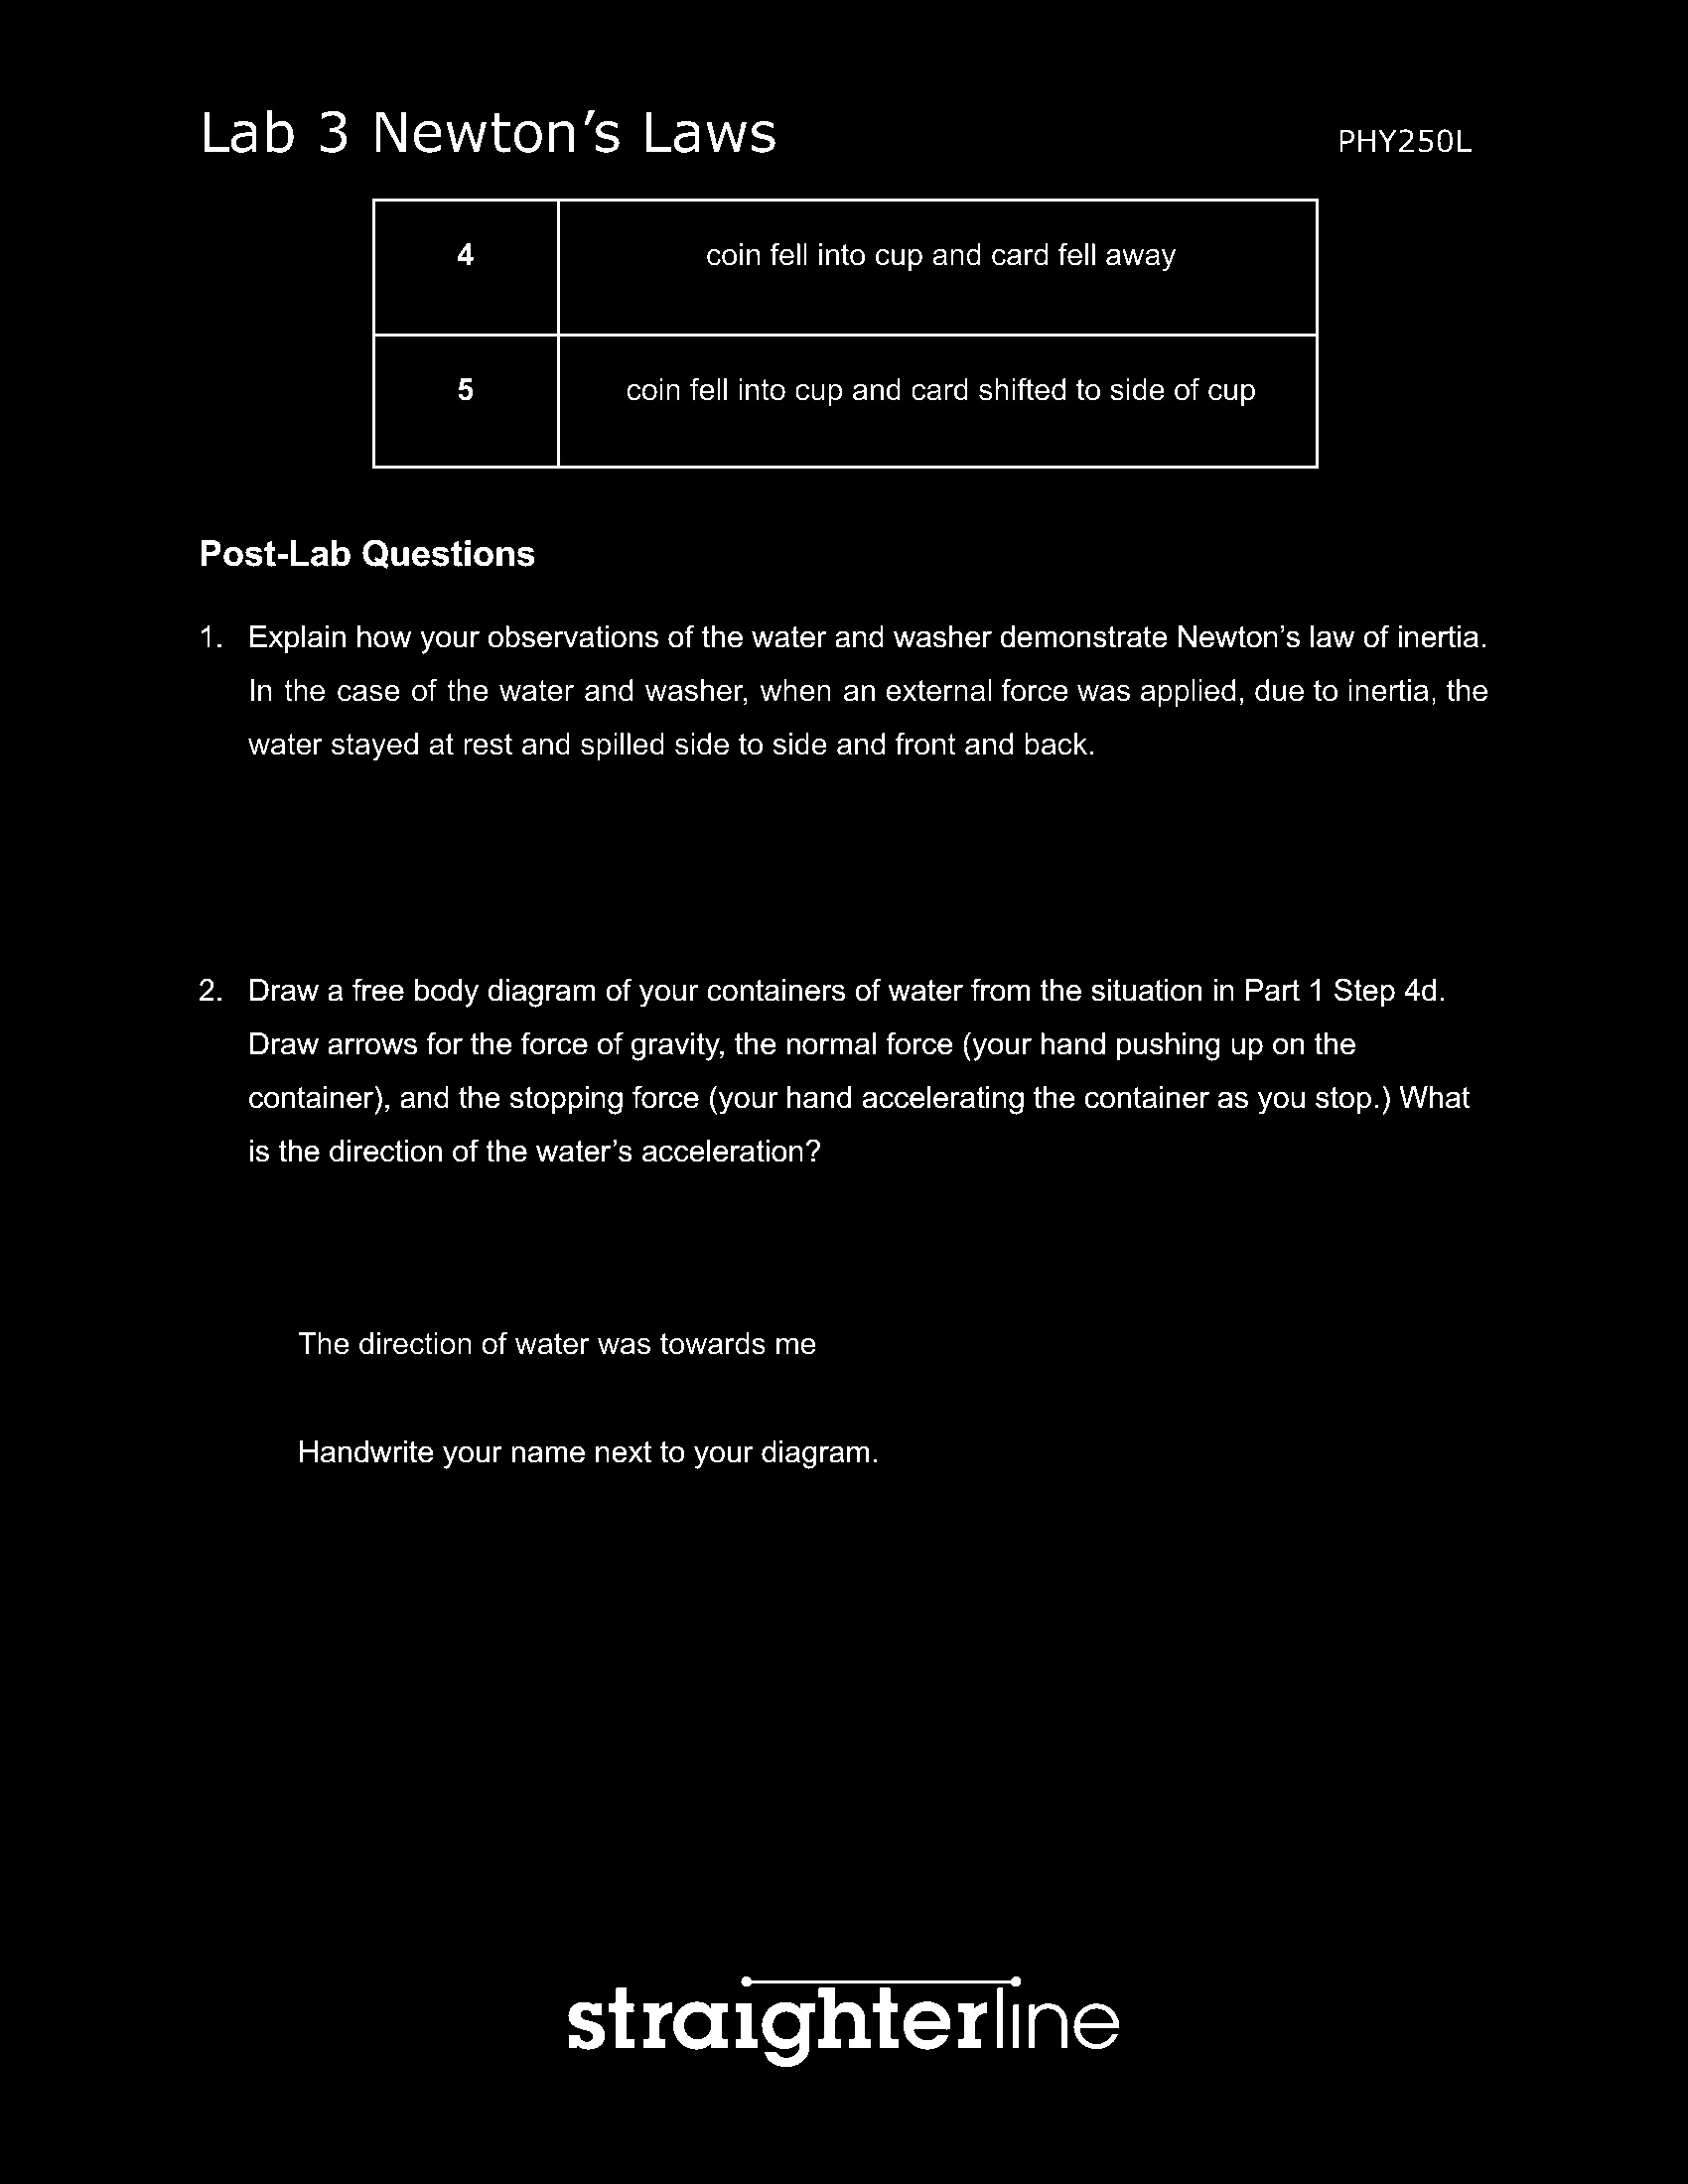 Lab 3 Newton’s Laws PHY250L
4 coin fell into cup and card fell away
5 coin fell into cup and card shifted to side of cup
Post-Lab Questions
1. Explain how your observations of the water and washer demonstrate Newton’s law of inertia.
In the case of the water and washer, when an external force was applied, due to inertia, the
water stayed at rest and spilled side to side and front and back.
2. Draw a free body diagram of your containers of water from the situation in Part 1 Step 4d.
Draw arrows for the force of gravity, the normal force (your hand pushing up on the
container), and the stopping force (your hand accelerating the container as you stop.) What
is the direction of the water’s acceleration?
The direction of water was towards me
Handwrite your name next to your diagram.
straighterline